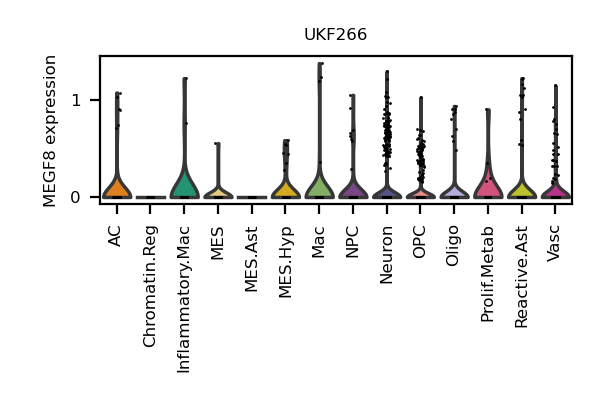 UKF266
MEGF8 expression
1
0
AC
Chromatin.Reg
Inflammatory.Mac
MES
MES.Ast
MES.Hyp
Mac
NPC
Neuron
OPC
Oligo
Prolif.Metab
Reactive.Ast
Vasc